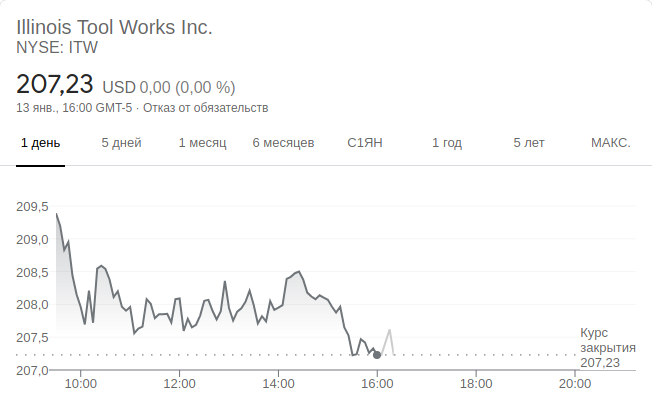 Illinois Tool Works Inc.
NYSE: ITW
207,23 USD 0,00 (0,00 %)
13 янв., 16:00 GMT-5 · Отказ от обязательств
1 день 5 дней 1 месяц 6 месяцев С1ЯН 1 год 5 лет МАКС.
209,5
209,0
208,5
208,0
207,5
207,0
Курс
закрытия
207,23
10:00 12:00 14:00 16:00 18:00 20:00